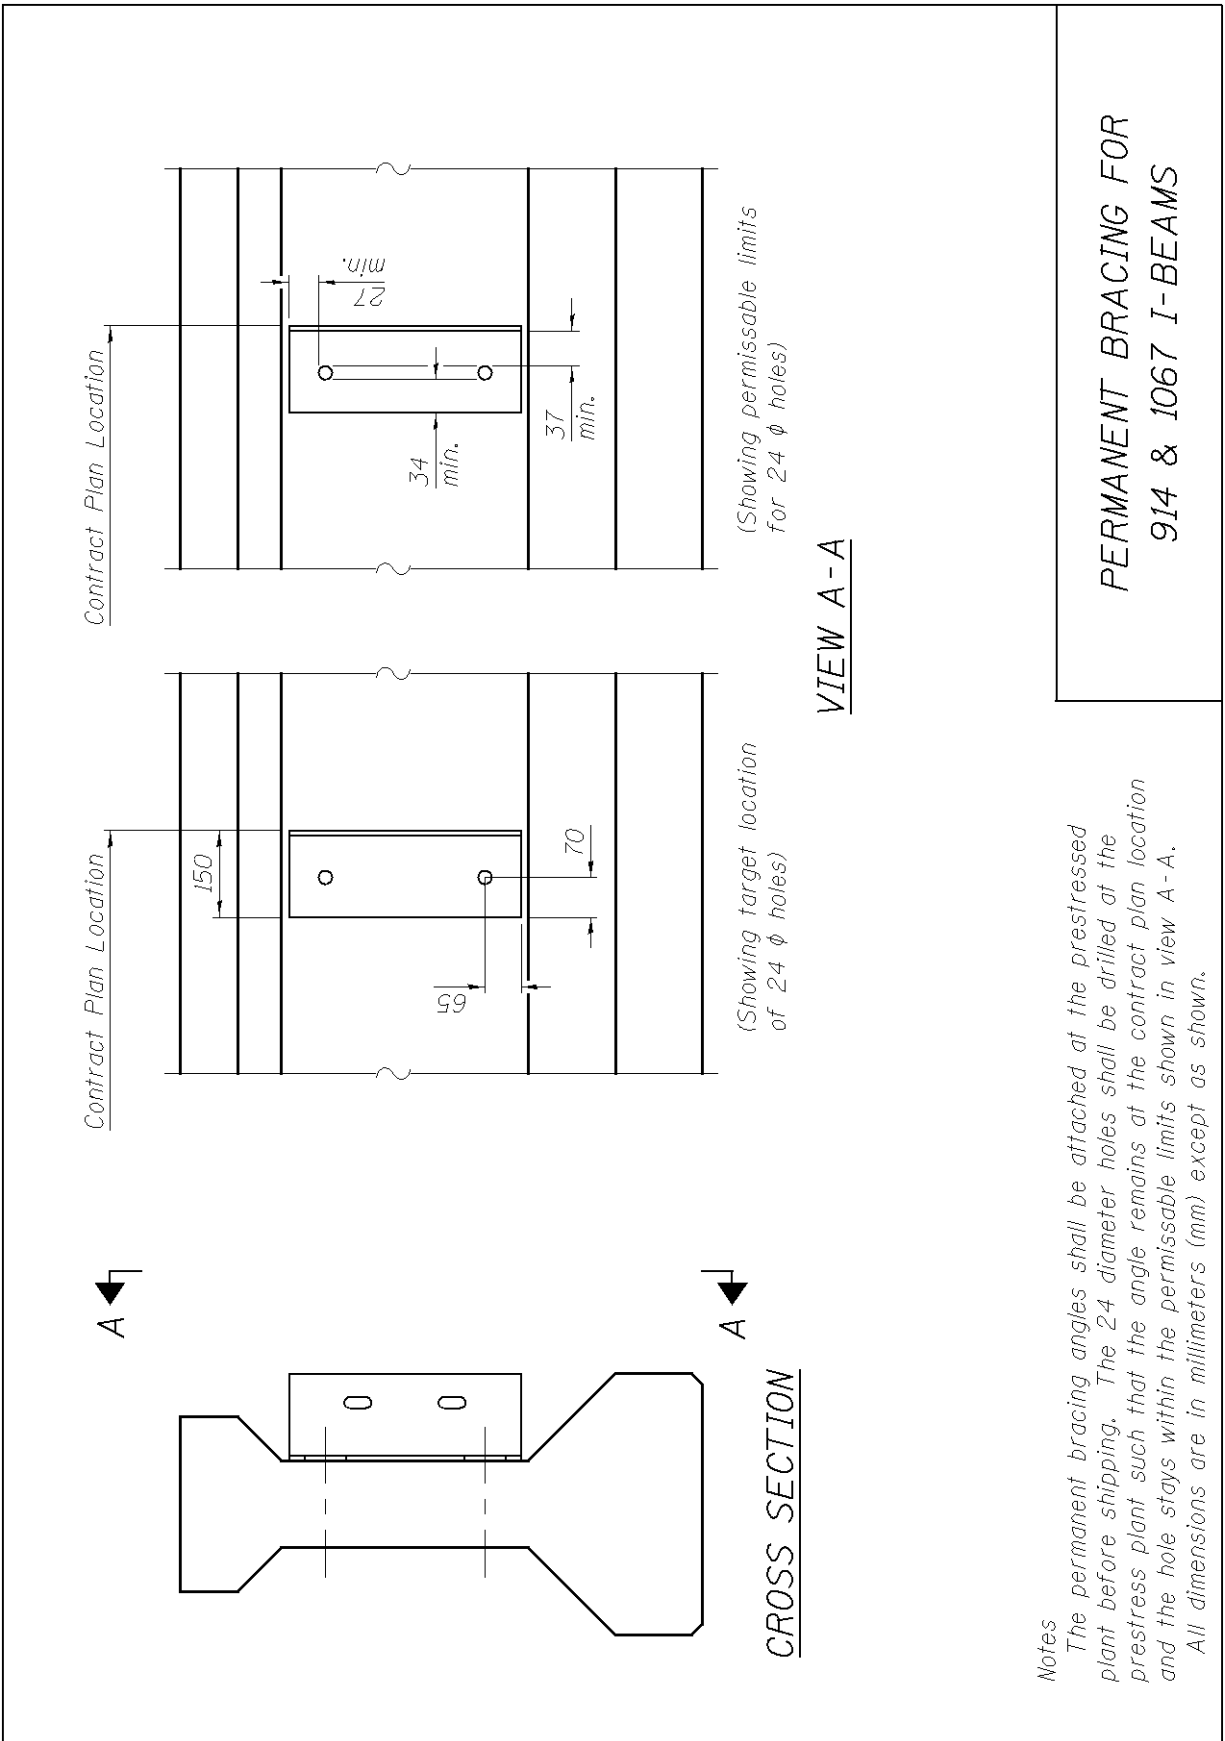 A
A
CROSS SECTION
Contract Plan Location
150
65
70
(Showing target location
of 24 ϕ holes)
Contract Plan Location
27
min.
34
min.
37
min.
(Showing permissable limits
for 24 ϕ holes)
VIEW A-A
Notes
The permanent bracing angles shall be attached at the prestressed
plant before shipping. The 24 diameter holes shall be drilled at the
prestress plant such that the angle remains at the contract plan location
and the hole stays within the permissable limits shown in view A-A.
All dimensions are in millimeters (mm) except as shown.
PERMANENT BRACING FOR
914 & 1067 I-BEAMS